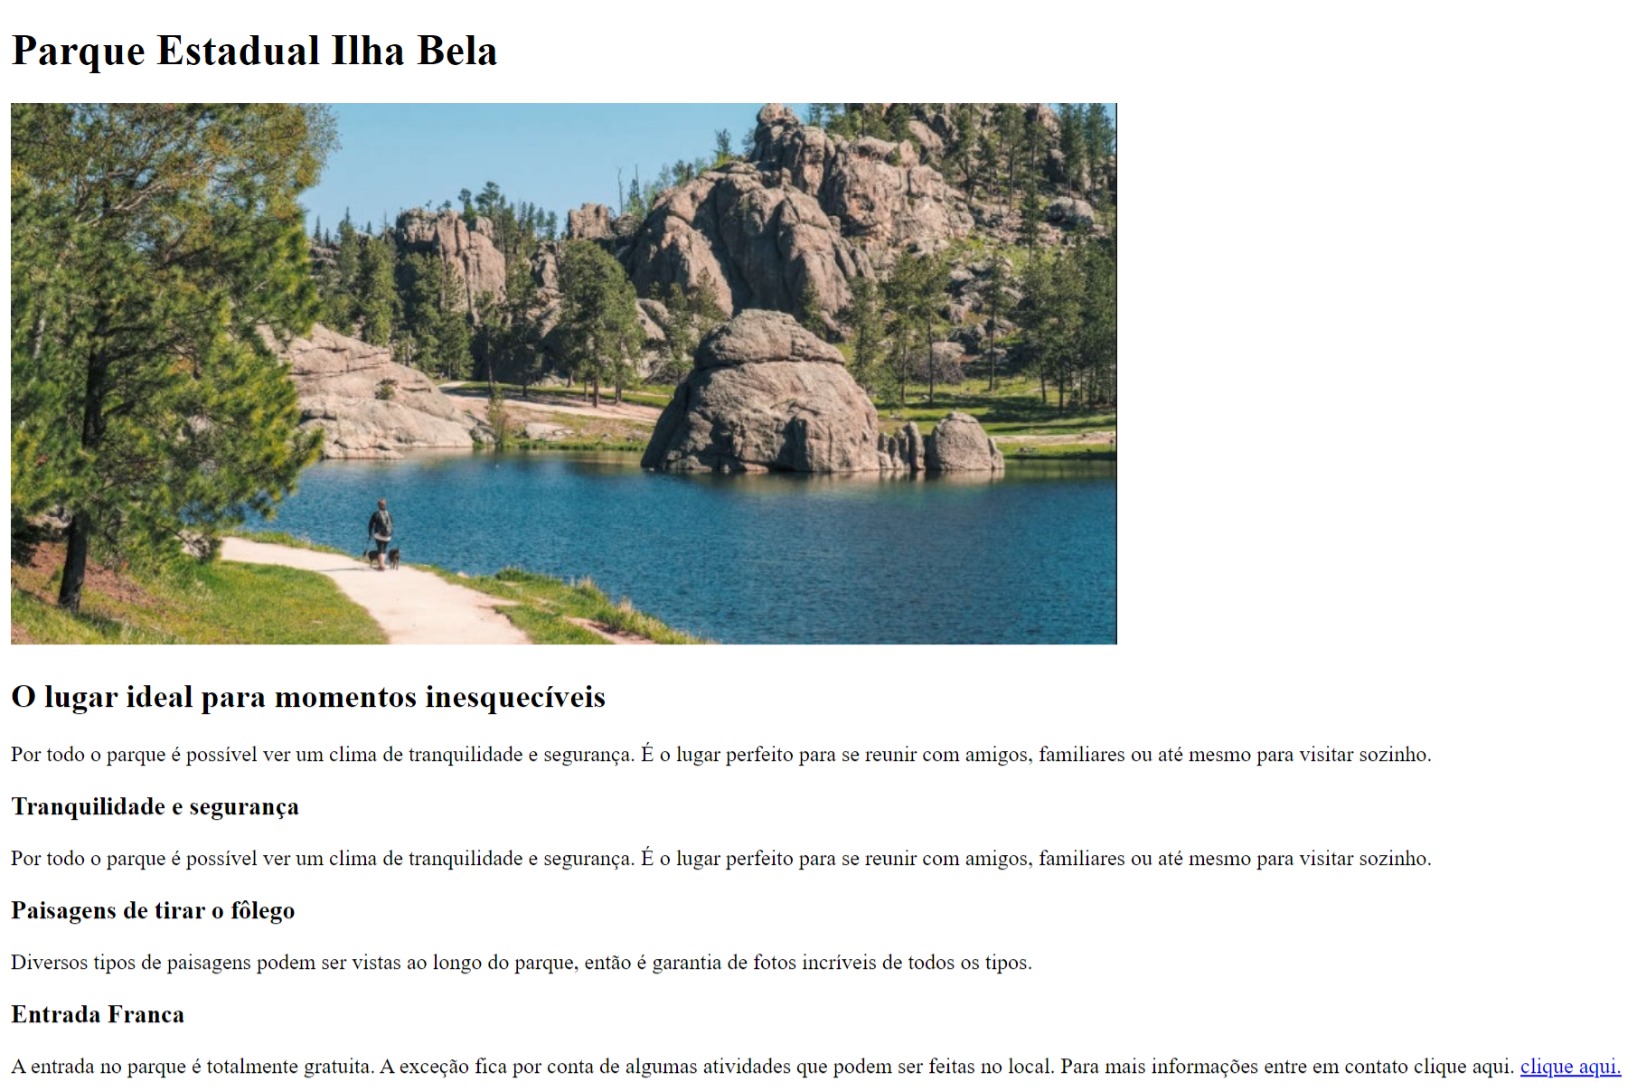 Parque Estadual Ilha Bela
O lugar ideal para momentos inesquecíveis
Por todo o parque é possível ver um clima de tranquilidade e segurança. É o lugar perfeito para se reunir com amigos, familiares ou até mesmo para visitar sozinho.
Tranquilidade e segurança
Por todo o parque é possível ver um clima de tranquilidade e segurança. É o lugar perfeito para se reunir com amigos, familiares ou até mesmo para visitar sozinho.
Paisagens de tirar o fôlego
Diversos tipos de paisagens podem ser vistas ao longo do parque, então é garantia de fotos incríveis de todos os tipos.
Entrada Franca
A entrada no parque é totalmente gratuita. A exceção fica por conta de algumas atividades que podem ser feitas no local. Para mais informações entre em contato clique aqui. clique aqui.